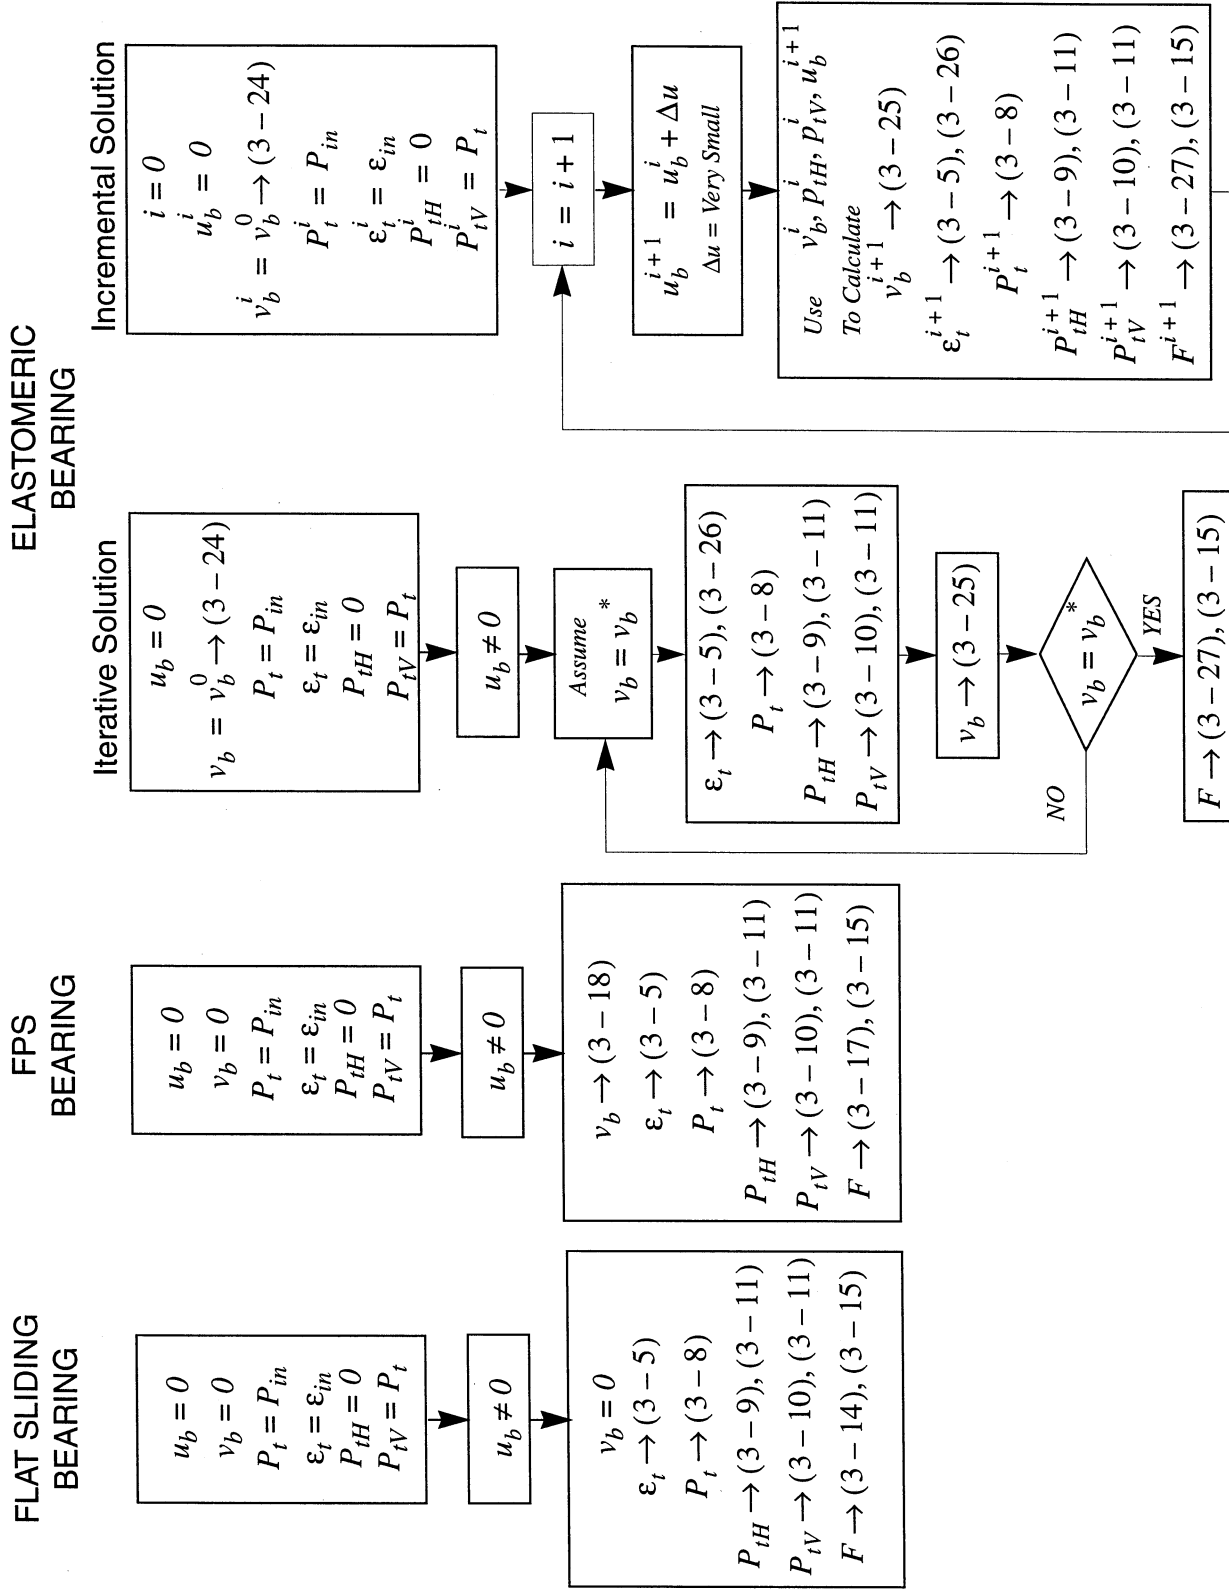 FLAT SLIDING
BEARING
u_b = 0
v_b = 0
P_t = P_in
ε_t = ε_in
P_tH = 0
P_tV = P_t
u_b ≠ 0
v_b = 0
ε_t → (3 – 5)
P_t → (3 – 8)
P_tH → (3 – 9), (3 – 11)
P_tV → (3 – 10), (3 – 11)
F → (3 – 14), (3 – 15)
FPS
BEARING
u_b = 0
v_b = 0
P_t = P_in
ε_t = ε_in
P_tH = 0
P_tV = P_t
u_b ≠ 0
v_b → (3 – 18)
ε_t → (3 – 5)
P_t → (3 – 8)
P_tH → (3 – 9), (3 – 11)
P_tV → (3 – 10), (3 – 11)
F → (3 – 17), (3 – 15)
ELASTOMERIC
BEARING
Iterative Solution
u_b = 0
v_b = v_b^0 → (3 – 24)
P_t = P_in
ε_t = ε_in
P_tH = 0
P_tV = P_t
u_b ≠ 0
Assume
v_b = v_b^*
ε_t → (3 – 5), (3 – 26)
P_t → (3 – 8)
P_tH → (3 – 9), (3 – 11)
P_tV → (3 – 10), (3 – 11)
v_b → (3 – 25)
v_b = v_b^*
NO
YES
F → (3 – 27), (3 – 15)
Incremental Solution
i = 0
u_b^i = 0
v_b^i = v_b^0 → (3 – 24)
P_t^i = P_in
ε_t^i = ε_in
P_tH^i = 0
P_tV^i = P_t
i = i + 1
u_b^{i+1} = u_b^i + Δu
Δu = Very Small
Use v_b^i, P_tH^i, P_tV^i, u_b^{i+1}
To Calculate
v_b^{i+1} → (3 – 25)
ε_t^{i+1} → (3 – 5), (3 – 26)
P_t^{i+1} → (3 – 8)
P_tH^{i+1} → (3 – 9), (3 – 11)
P_tV^{i+1} → (3 – 10), (3 – 11)
F^{i+1} → (3 – 27), (3 – 15)